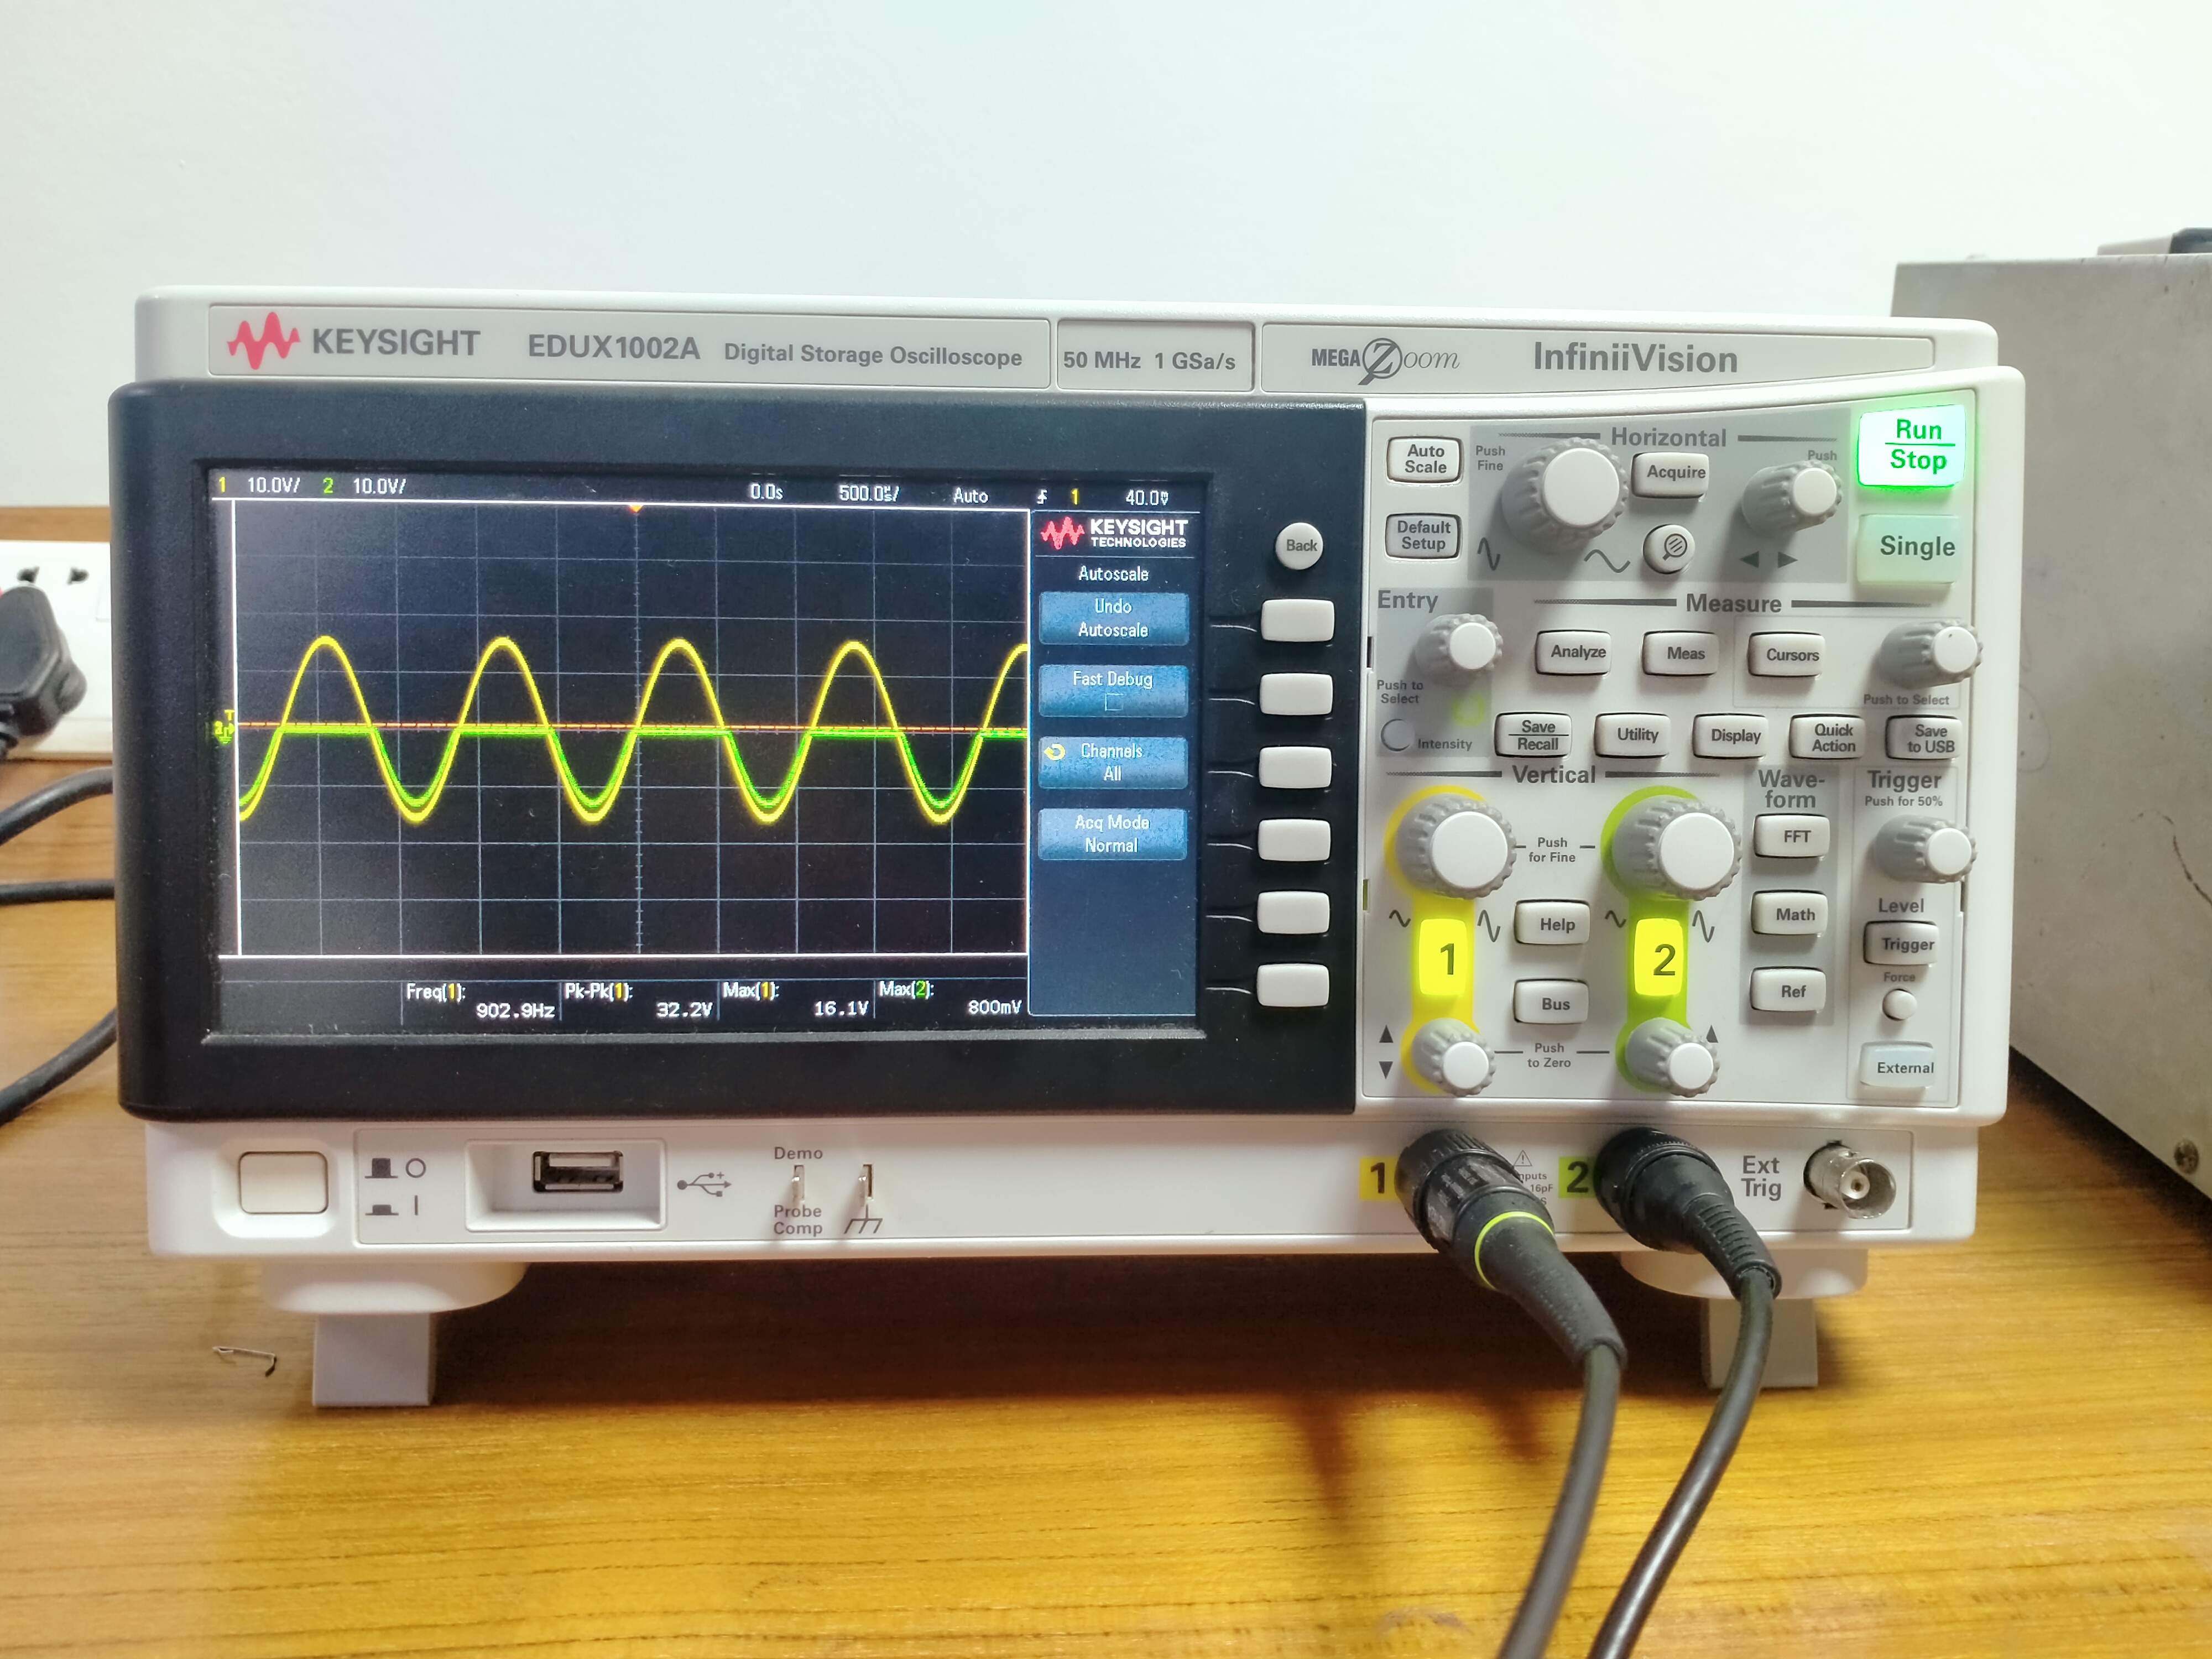 KEYSIGHT EDUX1002A Digital Storage Oscilloscope 50 MHz 1 GSa/s MEGA Zoom InfiniiVision
1 10.0V/ 2 10.0V/ 0.0s 500.0㎲/ Auto 1 40.0V
KEYSIGHT
TECHNOLOGIES
Autoscale
Undo
Autoscale
Fast Debug
Channels
All
Acq Mode
Normal
T
Freq(1): Pk-Pk(1): Max(1): Max(2):
902.9Hz 32.2V 16.1V 800mV
Back
Auto
Scale
Default
Setup
Push
Fine
Horizontal
Acquire
Push
Run
Stop
Single
Entry
Push to
Select
Intensity
Measure
Analyze Meas Cursors
Push to Select
Save
Recall
Utility
Display
Quick
Action
Save
to USB
Vertical
Push
for Fine
1
2
Help
Bus
Push
to Zero
Wave-
form
FFT
Math
Ref
Trigger
Push for 50%
Level
Trigger
Force
External
Demo
Probe
Comp
1
2
16pF
Ext
Trig